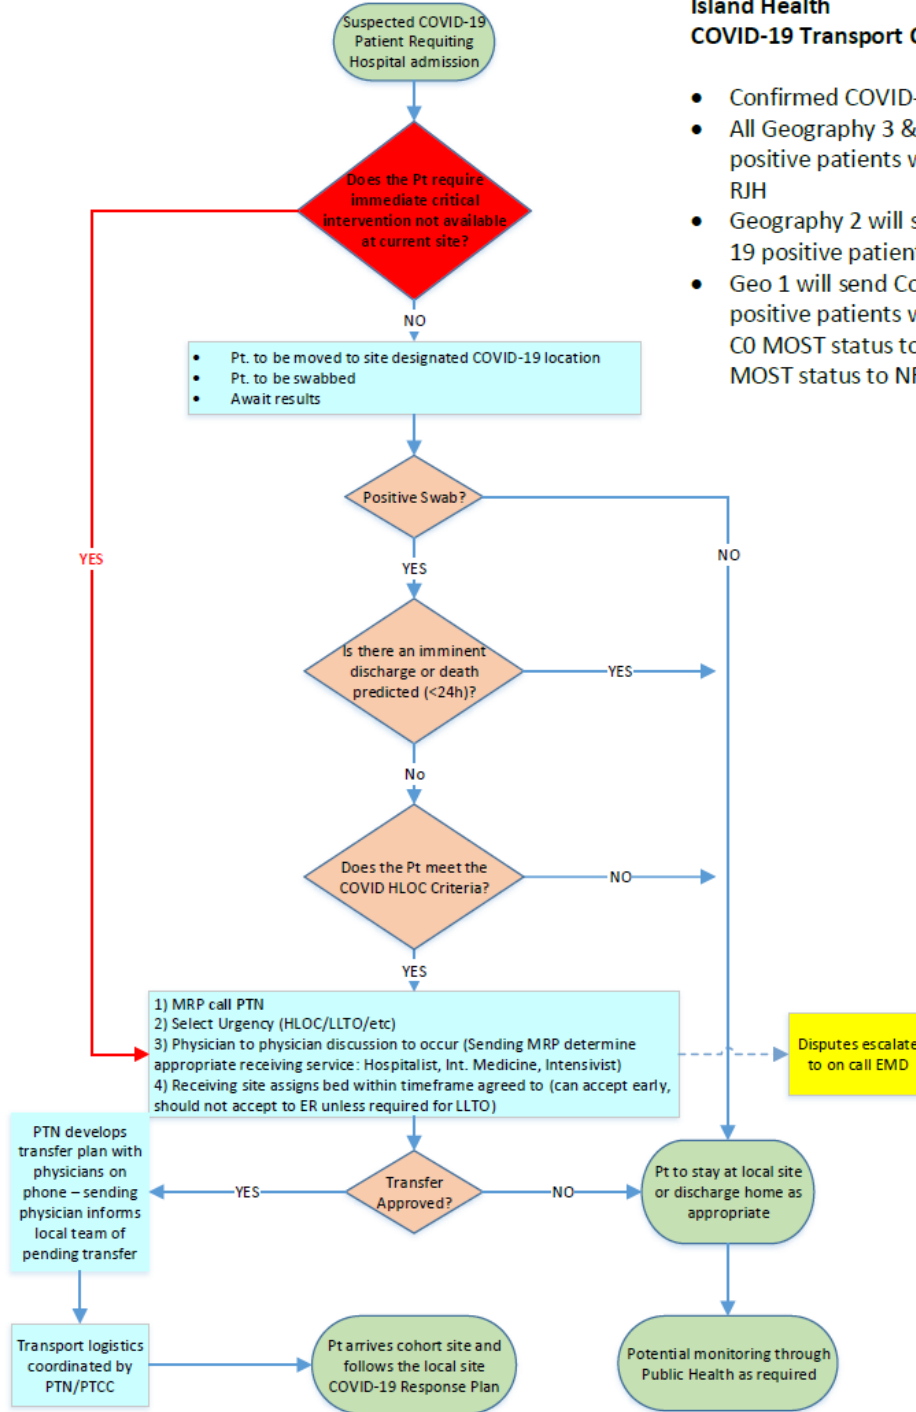 Suspected COVID-19
Patient Requiting
Hospital admission
Island Health
COVID-19 Transport
• Confirmed COVID-
• All Geography 3 &
positive patients
RJH
• Geography 2 will
19 positive
• Geo 1 will send
positive patients
C0 MOST status to
MOST status to
Does the Pt require
immediate critical
intervention not available
at current site?
NO
• Pt. to be moved to site designated COVID-19 location
• Pt. to be swabbed
• Await results
Positive Swab?
YES
NO
YES
Is there an imminent
discharge or death
predicted (<24h)?
YES
No
Does the Pt meet the
COVID HLOC Criteria?
NO
YES
1) MRP call PTN
2) Select Urgency (HLOC/LLTO/etc)
3) Physician to physician discussion to occur (Sending MRP determine
appropriate receiving service: Hospitalist, Int. Medicine, Intensivist)
4) Receiving site assigns bed within timeframe agreed to (can accept early,
should not accept to ER unless required for LLTO)
Disputes escalate
to on call EMD
PTN develops
transfer plan with
physicians on
phone – sending
physician informs
local team of
pending transfer
YES
Transfer
Approved?
NO
Pt to stay at local site
or discharge home as
appropriate
Transport logistics
coordinated by
PTN/PTCC
Pt arrives cohort site and
follows the local site
COVID-19 Response Plan
Potential monitoring through
Public Health as required